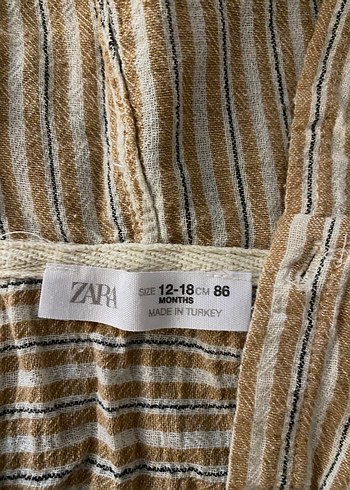 ZARA
SIZE 12-18 CM 86
MONTHS
MADE IN TURKEY